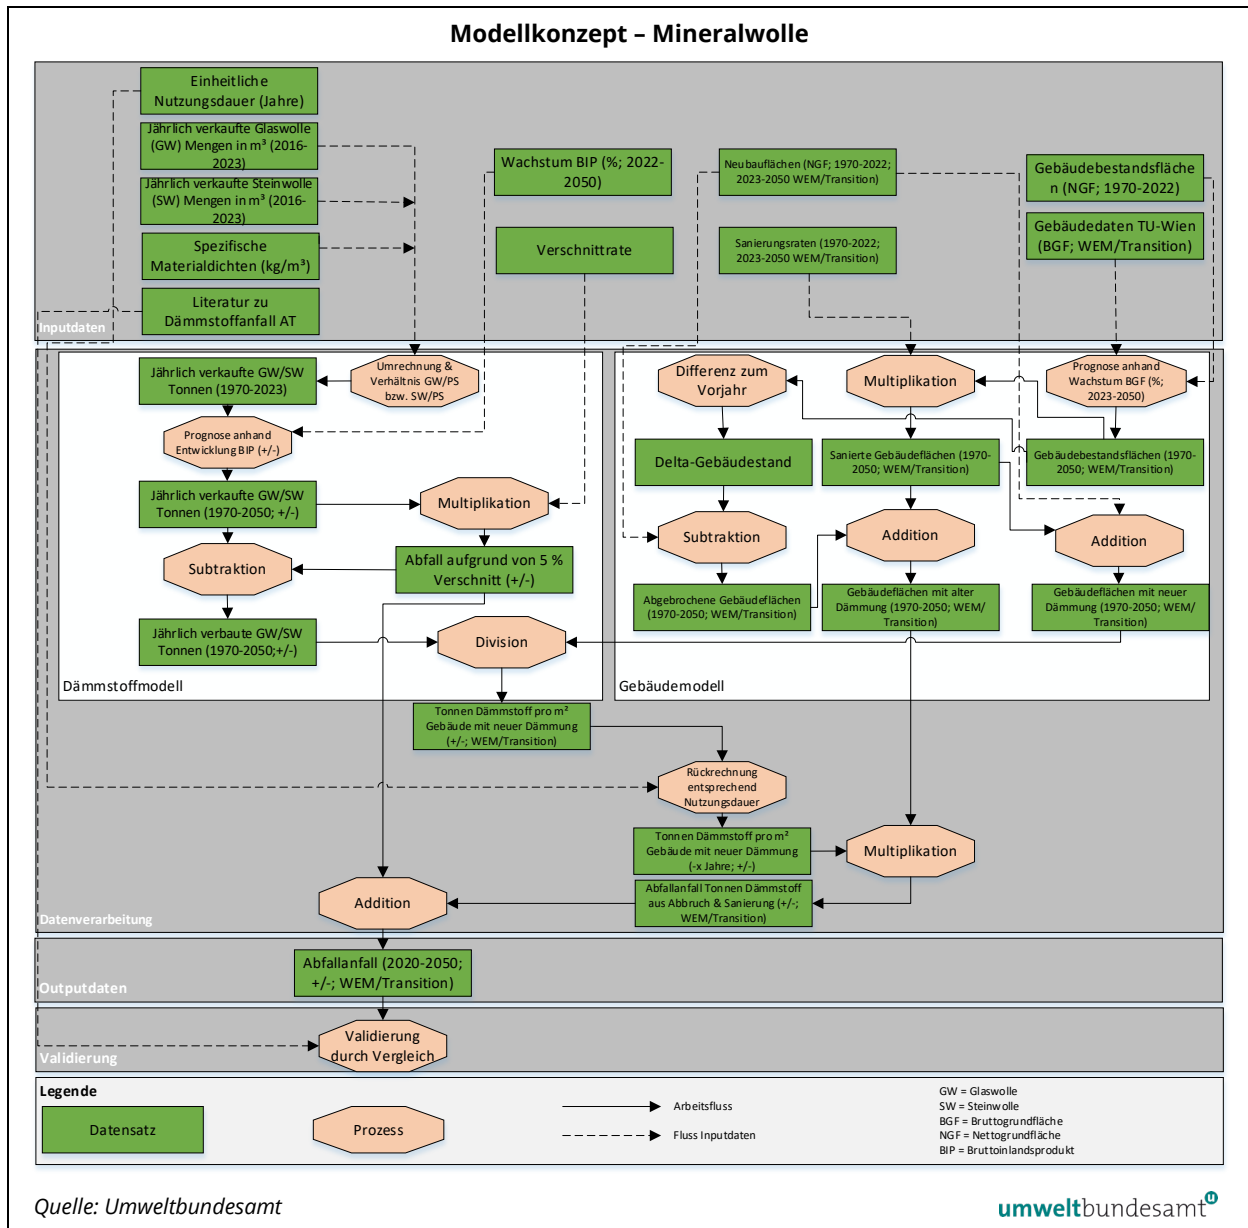 Modellkonzept – Mineralwolle
Einheitliche
Nutzungsdauer (Jahre)
Jährlich verkaufte Glaswolle
(GW) Mengen in m³ (2016-
2023)
Jährlich verkaufte Steinwolle
(SW) Mengen in m³ (2016-
2023)
Spezifische
Materialdichten (kg/m³)
Literatur zu
Dämmstoffanfall AT
Wachstum BIP (%; 2022-
2050)
Verschnittrate
Neubauflächen (NGF; 1970-2022;
2023-2050 WEM/Transition)
Sanierungsraten (1970-2022;
2023-2050 WEM/Transition)
Gebäudebestandsfläche
n (NGF; 1970-2022)
Gebäudedaten TU-Wien
(BGF; WEM/Transition)
Inputdaten
Jährlich verkaufte GW/SW
Tonnen (1970-2023)
Umrechnung &
Verhältnis GW/PS
bzw. SW/PS
Prognose anhand
Entwicklung BIP (+/-)
Jährlich verkaufte GW/SW
Tonnen (1970-2050; +/-)
Multiplikation
Subtraktion
Abfall aufgrund von 5 %
Verschnitt (+/-)
Jährlich verbaute GW/SW
Tonnen (1970-2050;+/-)
Division
Dämmstoffmodell
Differenz zum
Vorjahr
Multiplikation
Prognose anhand
Wachstum BGF (%;
2023-2050)
Delta-Gebäudestand
Sanierte Gebäudeflächen (1970-
2050; WEM/Transition)
Gebäudebestandsflächen (1970-
2050; WEM/Transition)
Subtraktion
Addition
Addition
Abgebrochene Gebäudeflächen
(1970-2050; WEM/Transition)
Gebäudeflächen mit alter
Dämmung (1970-2050; WEM/
Transition)
Gebäudeflächen mit neuer
Dämmung (1970-2050; WEM/
Transition)
Gebäudemodell
Tonnen Dämmstoff pro m²
Gebäude mit neuer Dämmung
(+/-; WEM/Transition)
Rückrechnung
entsprechend
Nutzungsdauer
Tonnen Dämmstoff pro m²
Gebäude mit neuer Dämmung
(-x Jahre; +/-)
Multiplikation
Abfallanfall Tonnen Dämmstoff
aus Abbruch & Sanierung (+/-;
WEM/Transition)
Addition
Datenverarbeitung
Abfallanfall (2020-2050;
+/-; WEM/Transition)
Outputdaten
Validierung
durch Vergleich
Validierung
Legende
Datensatz
Prozess
Arbeitsfluss
Fluss Inputdaten
GW = Glaswolle
SW = Steinwolle
BGF = Bruttogrundfläche
NGF = Nettogrundfläche
BIP = Bruttoinlandsprodukt
Quelle: Umweltbundesamt
umweltbundesamt u